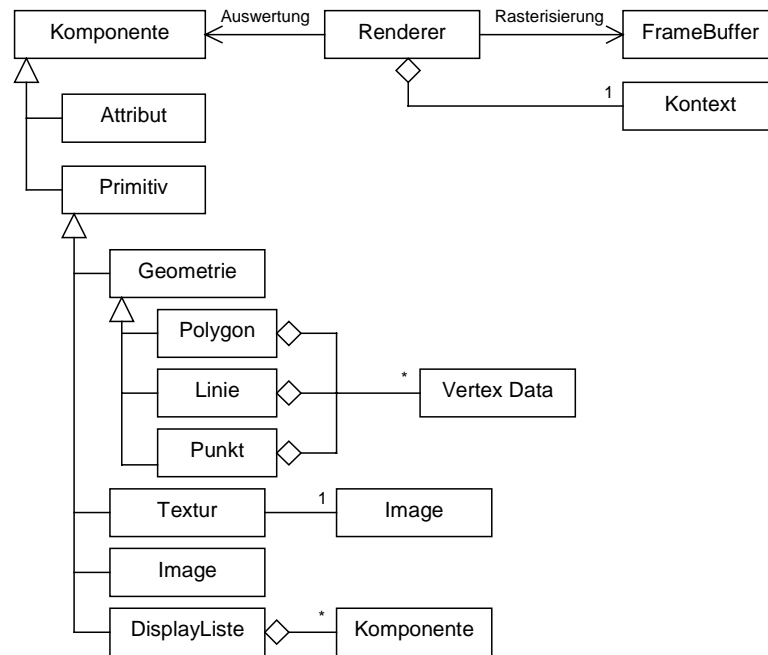 Komponente
Auswertung
Renderer
Rasterisierung
FrameBuffer
1
Kontext
Attribut
Primitiv
Geometrie
Polygon
Linie
*
Vertex Data
Punkt
Textur
1
Image
Image
DisplayListe
*
Komponente